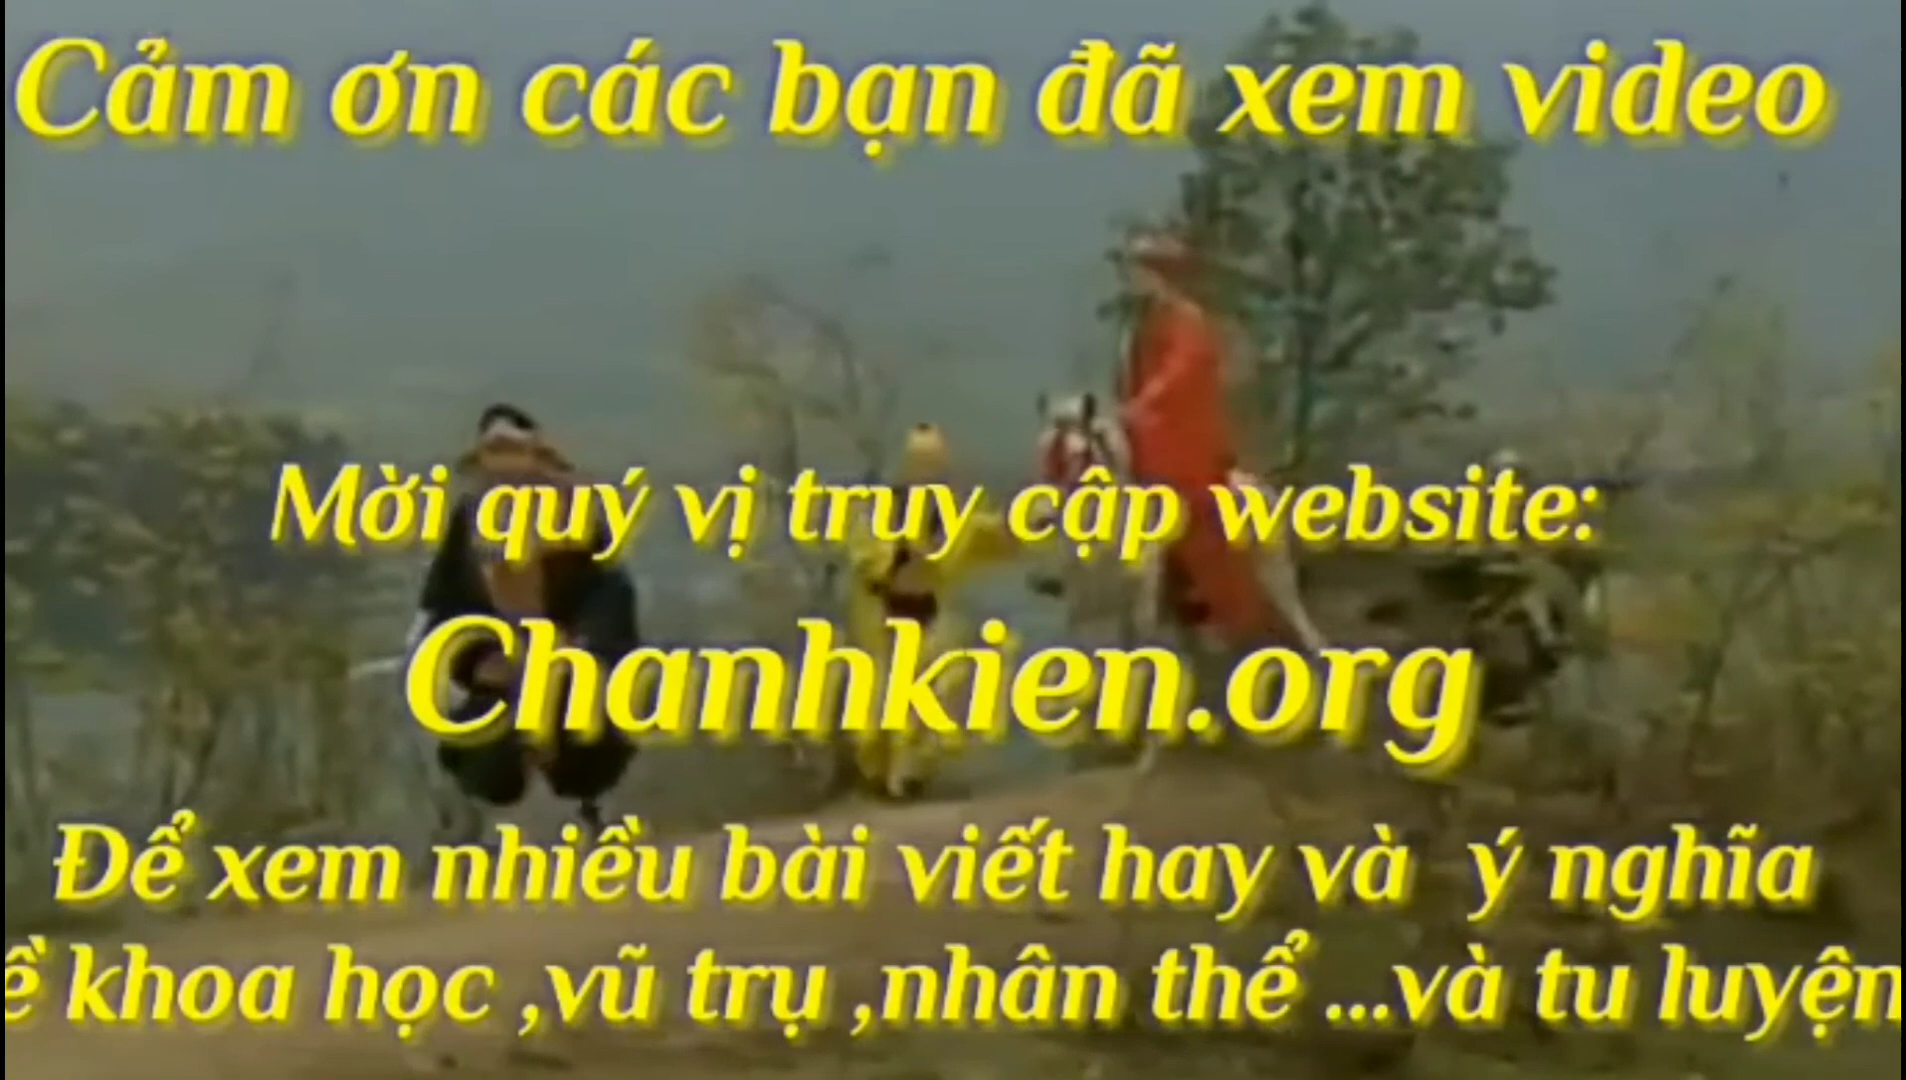 Cảm ơn các bạn đã xem video
Mời quý vị truy cập website:
Chanhkien.org
Để xem nhiều bài viết hay và ý nghĩa
ề khoa học ,vũ trụ ,nhân thể ...và tu luyện